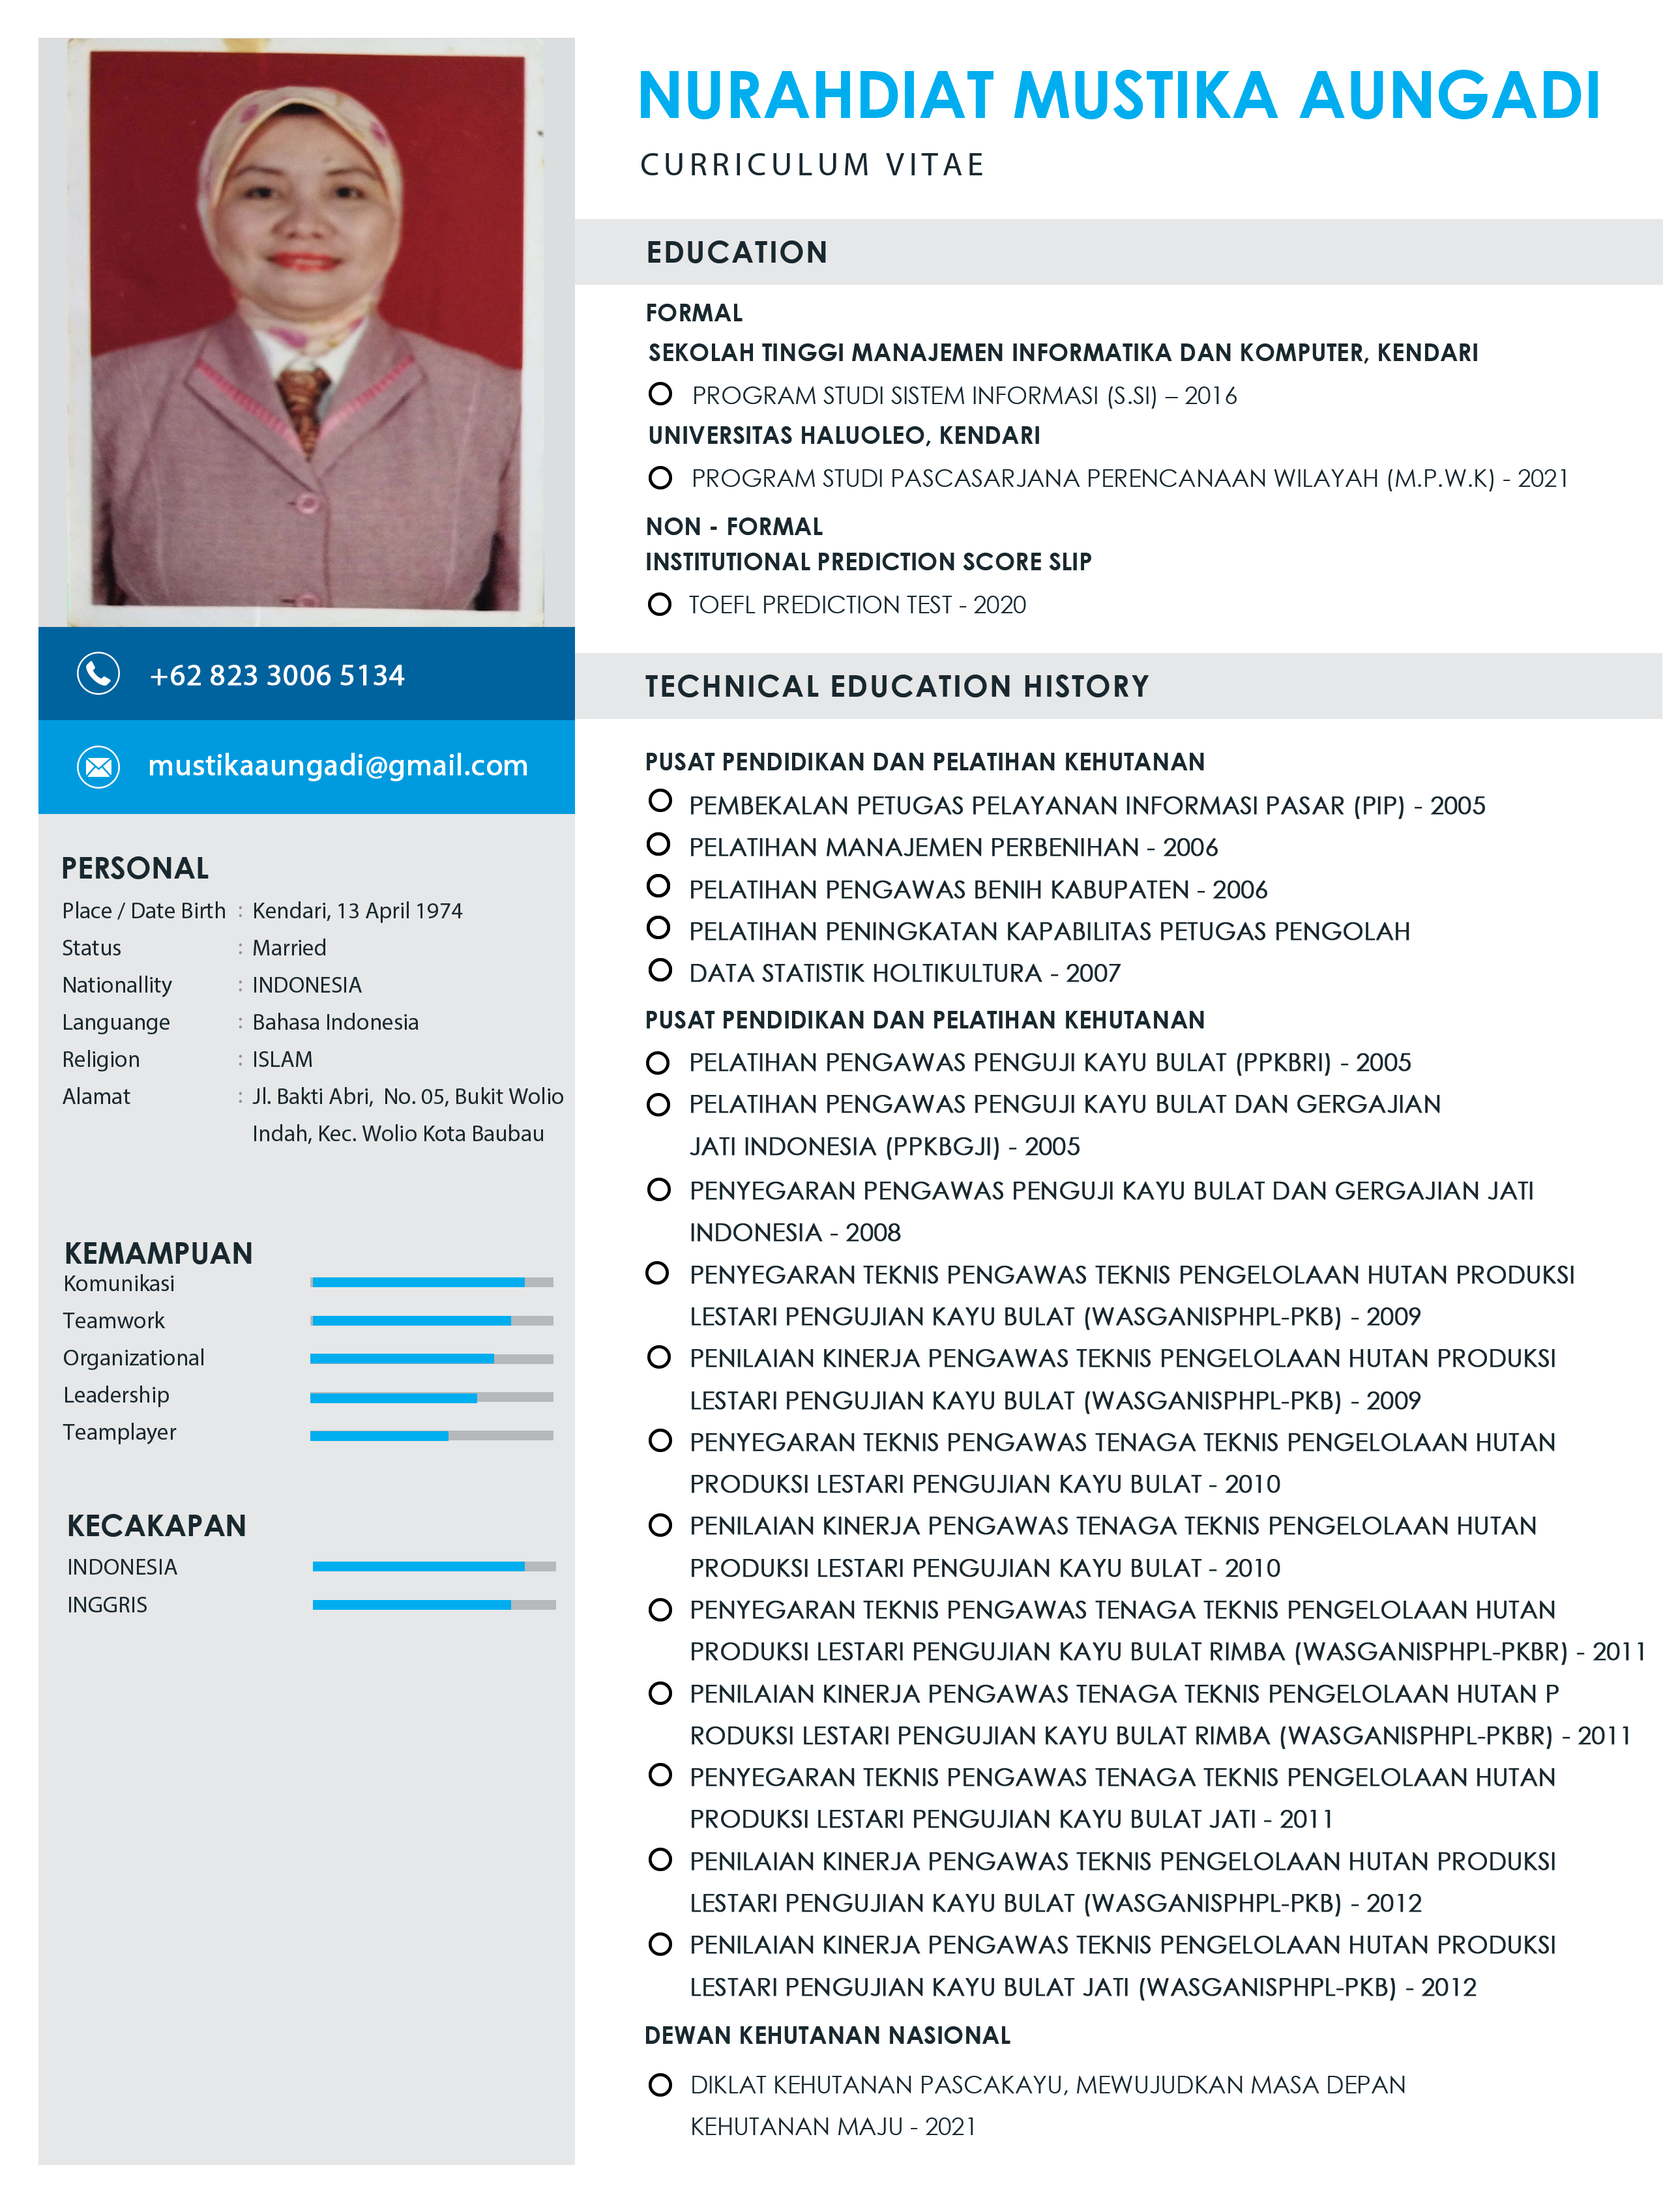 NURAHDIAT MUSTIKA AUNGADI
CURRICULUM VITAE
+62 823 3006 5134
mustikaaungadi@gmail.com
PERSONAL
Place / Date Birth : Kendari, 13 April 1974
Status : Married
Nationallity : INDONESIA
Languange : Bahasa Indonesia
Religion : ISLAM
Alamat : Jl. Bakti Abri, No. 05, Bukit Wolio
Indah, Kec. Wolio Kota Baubau
KEMAMPUAN
Komunikasi
Teamwork
Organizational
Leadership
Teamplayer
KECAKAPAN
INDONESIA
INGGRIS
EDUCATION
FORMAL
SEKOLAH TINGGI MANAJEMEN INFORMATIKA DAN KOMPUTER, KENDARI
PROGRAM STUDI SISTEM INFORMASI (S.SI) – 2016
UNIVERSITAS HALUOLEO, KENDARI
PROGRAM STUDI PASCASARJANA PERENCANAAN WILAYAH (M.P.W.K) - 2021
NON - FORMAL
INSTITUTIONAL PREDICTION SCORE SLIP
TOEFL PREDICTION TEST - 2020
TECHNICAL EDUCATION HISTORY
PUSAT PENDIDIKAN DAN PELATIHAN KEHUTANAN
PEMBEKALAN PETUGAS PELAYANAN INFORMASI PASAR (PIP) - 2005
PELATIHAN MANAJEMEN PERBENIHAN - 2006
PELATIHAN PENGAWAS BENIH KABUPATEN - 2006
PELATIHAN PENINGKATAN KAPABILITAS PETUGAS PENGOLAH
DATA STATISTIK HOLTIKULTURA - 2007
PUSAT PENDIDIKAN DAN PELATIHAN KEHUTANAN
PELATIHAN PENGAWAS PENGUJI KAYU BULAT (PPKBRI) - 2005
PELATIHAN PENGAWAS PENGUJI KAYU BULAT DAN GERGAJIAN
JATI INDONESIA (PPKBGJI) - 2005
PENYEGARAN PENGAWAS PENGUJI KAYU BULAT DAN GERGAJIAN JATI
INDONESIA - 2008
PENYEGARAN TEKNIS PENGAWAS TEKNIS PENGELOLAAN HUTAN PRODUKSI
LESTARI PENGUJIAN KAYU BULAT (WASGANISPHPL-PKB) - 2009
PENILAIAN KINERJA PENGAWAS TEKNIS PENGELOLAAN HUTAN PRODUKSI
LESTARI PENGUJIAN KAYU BULAT (WASGANISPHPL-PKB) - 2009
PENYEGARAN TEKNIS PENGAWAS TENAGA TEKNIS PENGELOLAAN HUTAN
PRODUKSI LESTARI PENGUJIAN KAYU BULAT - 2010
PENILAIAN KINERJA PENGAWAS TENAGA TEKNIS PENGELOLAAN HUTAN
PRODUKSI LESTARI PENGUJIAN KAYU BULAT - 2010
PENYEGARAN TEKNIS PENGAWAS TENAGA TEKNIS PENGELOLAAN HUTAN
PRODUKSI LESTARI PENGUJIAN KAYU BULAT RIMBA (WASGANISPHPL-PKBR) - 2011
PENILAIAN KINERJA PENGAWAS TENAGA TEKNIS PENGELOLAAN HUTAN P
RODUKSI LESTARI PENGUJIAN KAYU BULAT RIMBA (WASGANISPHPL-PKBR) - 2011
PENYEGARAN TEKNIS PENGAWAS TENAGA TEKNIS PENGELOLAAN HUTAN
PRODUKSI LESTARI PENGUJIAN KAYU BULAT JATI - 2011
PENILAIAN KINERJA PENGAWAS TEKNIS PENGELOLAAN HUTAN PRODUKSI
LESTARI PENGUJIAN KAYU BULAT (WASGANISPHPL-PKB) - 2012
PENILAIAN KINERJA PENGAWAS TEKNIS PENGELOLAAN HUTAN PRODUKSI
LESTARI PENGUJIAN KAYU BULAT JATI (WASGANISPHPL-PKB) - 2012
DEWAN KEHUTANAN NASIONAL
DIKLAT KEHUTANAN PASCAKAYU, MEWUJUDKAN MASA DEPAN
KEHUTANAN MAJU - 2021